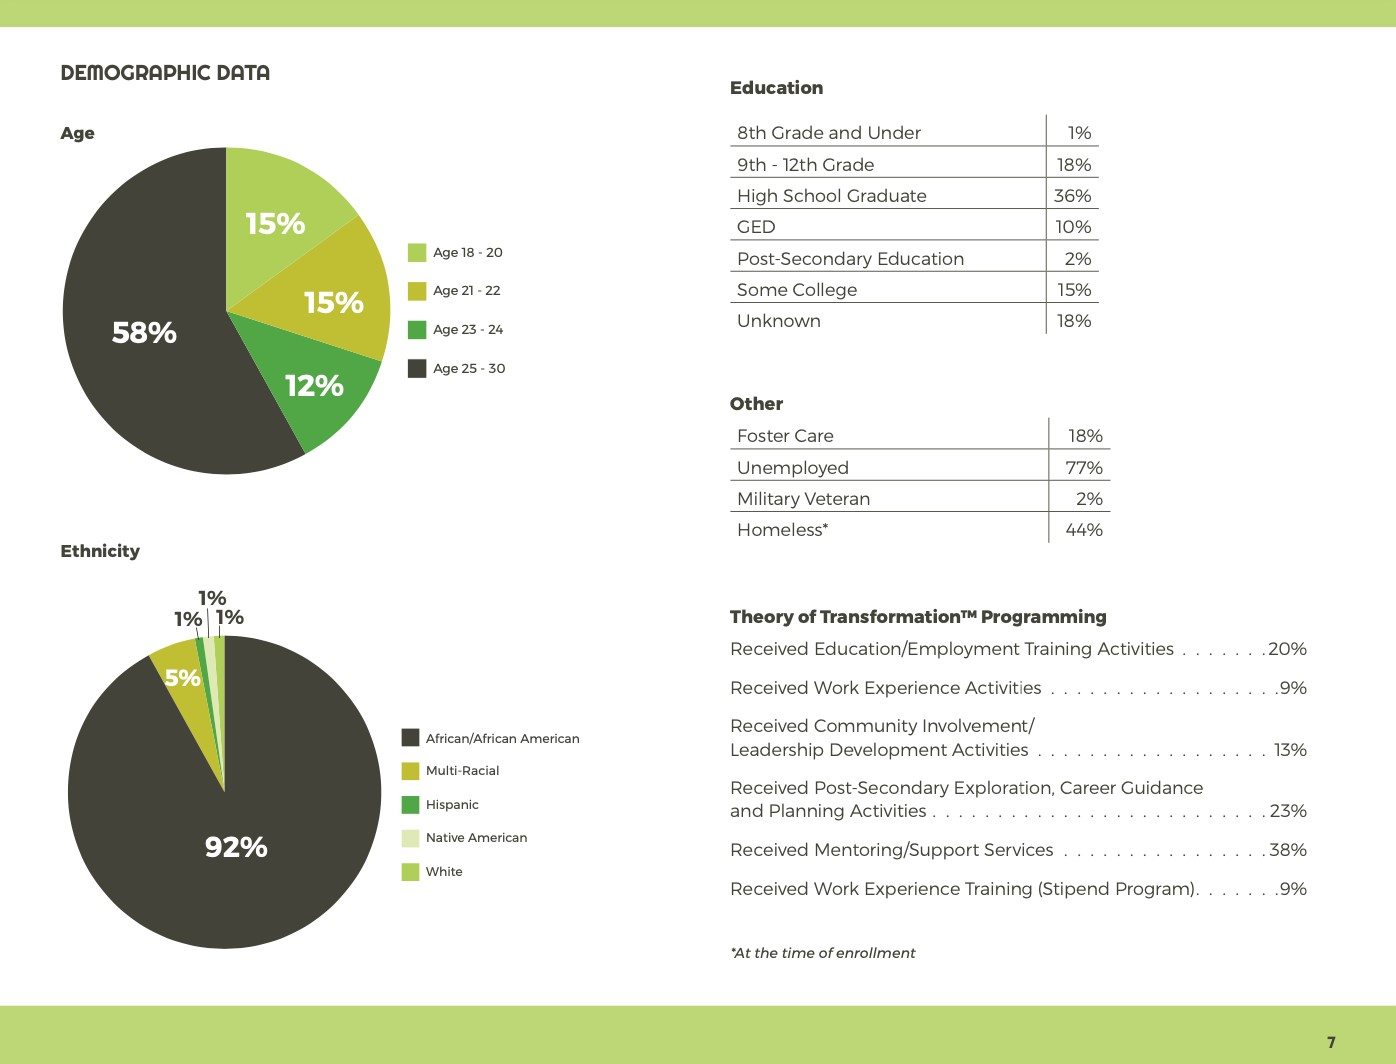 DEMOGRAPHIC DATA
Age
15%
15%
12%
58%
Age 18 - 20
Age 21 - 22
Age 23 - 24
Age 25 - 30
Ethnicity
1%
1%
1%
5%
92%
African/African American
Multi-Racial
Hispanic
Native American
White
Education
8th Grade and Under 1%
9th - 12th Grade 18%
High School Graduate 36%
GED 10%
Post-Secondary Education 2%
Some College 15%
Unknown 18%
Other
Foster Care 18%
Unemployed 77%
Military Veteran 2%
Homeless* 44%
Theory of Transformation™ Programming
Received Education/Employment Training Activities . . . . . . . 20%
Received Work Experience Activities . . . . . . . . . . . . . . . . . . 9%
Received Community Involvement/
Leadership Development Activities . . . . . . . . . . . . . . . . . . 13%
Received Post-Secondary Exploration, Career Guidance
and Planning Activities . . . . . . . . . . . . . . . . . . . . . . . . . . 23%
Received Mentoring/Support Services . . . . . . . . . . . . . . . . 38%
Received Work Experience Training (Stipend Program). . . . . . . 9%
*At the time of enrollment
7